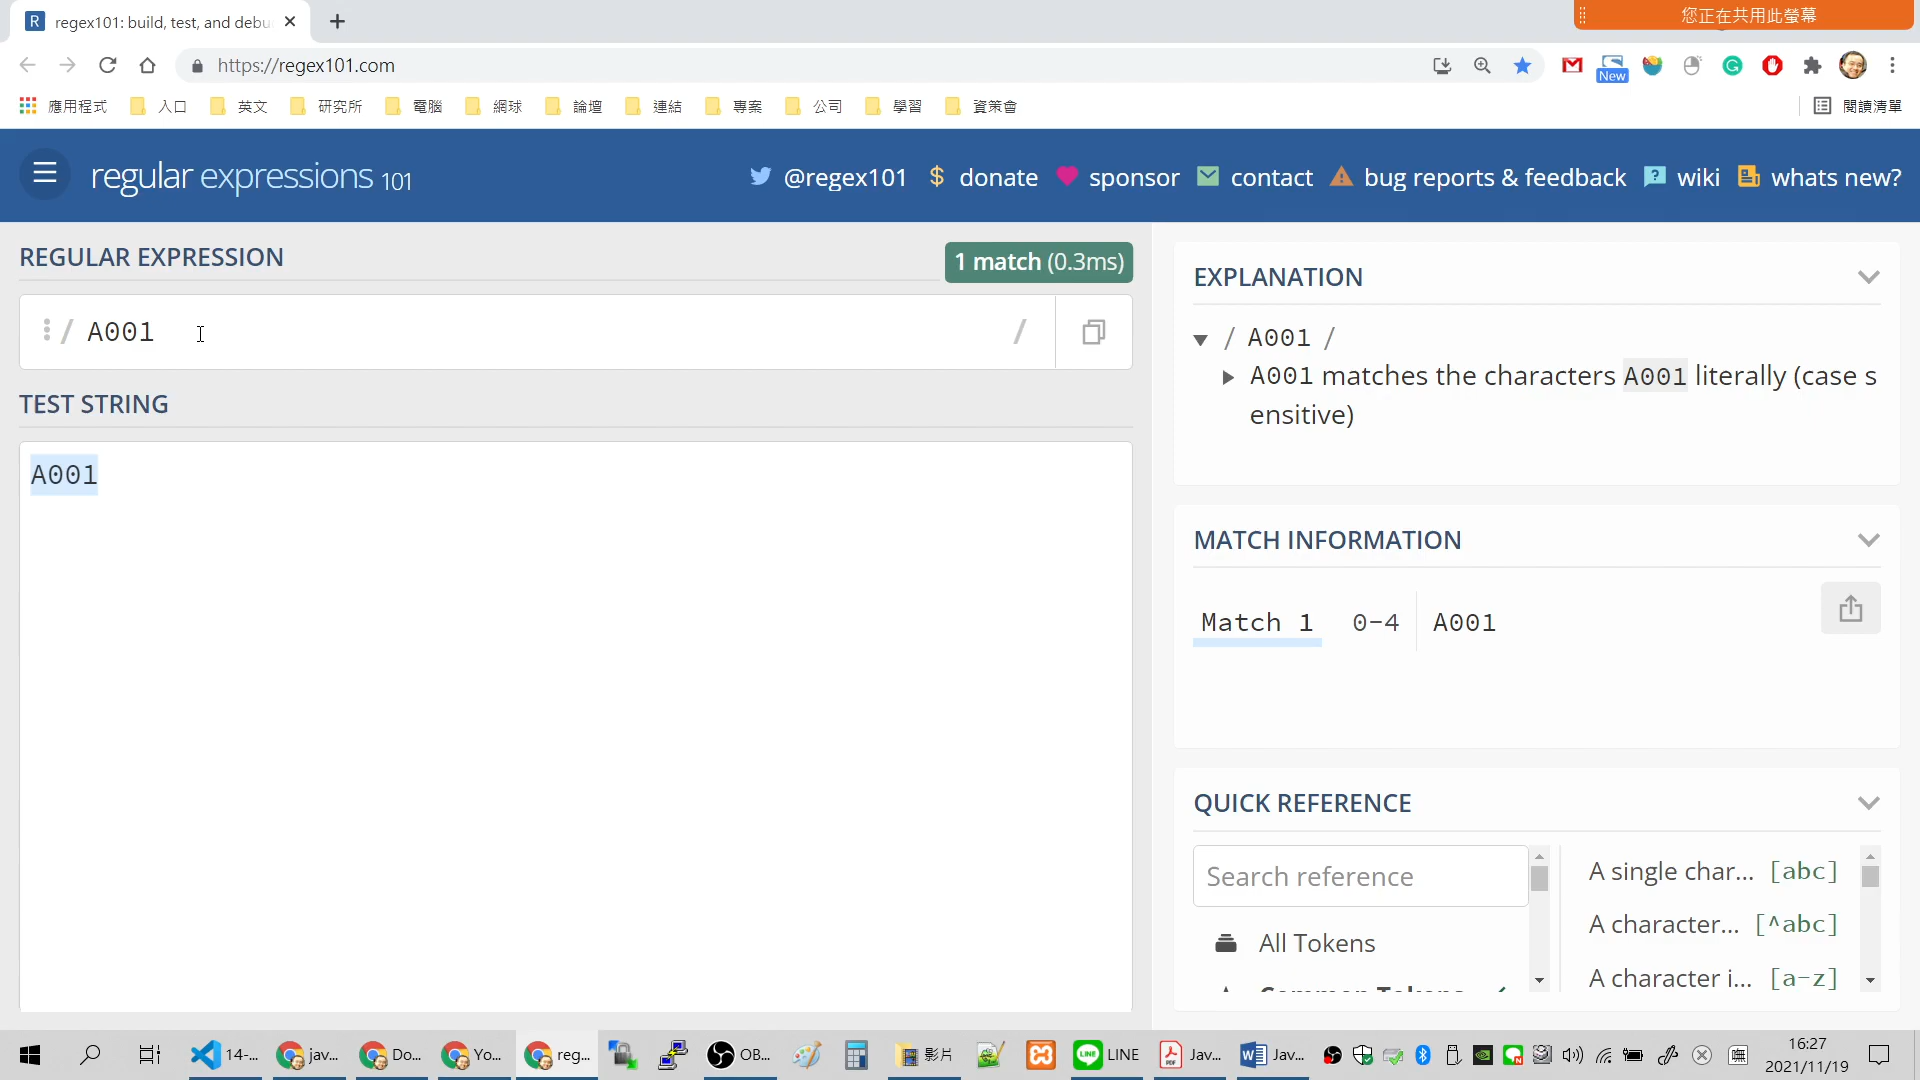 R regex101: build, test, and debu
您正在共用此螢幕
https://regex101.com
New
應用程式 入口 英文 研究所 電腦 網球 論壇 連結 專案 公司 學習 資策會 閱讀清單
regular expressions 101
@regex101 donate sponsor contact bug reports & feedback wiki whats new?
REGULAR EXPRESSION
1 match (0.3ms)
/ A001 /
TEST STRING
A001
EXPLANATION
/ A001 /
A001 matches the characters A001 literally (case s
ensitive)
MATCH INFORMATION
Match 1 0-4 A001
QUICK REFERENCE
Search reference
All Tokens
Common Tokens
A single char... [abc]
A character... [^abc]
A character i... [a-z]
14-... jav... Do... Yo... reg... OB... 影片 LINE Jav... Jav...
16:27
2021/11/19